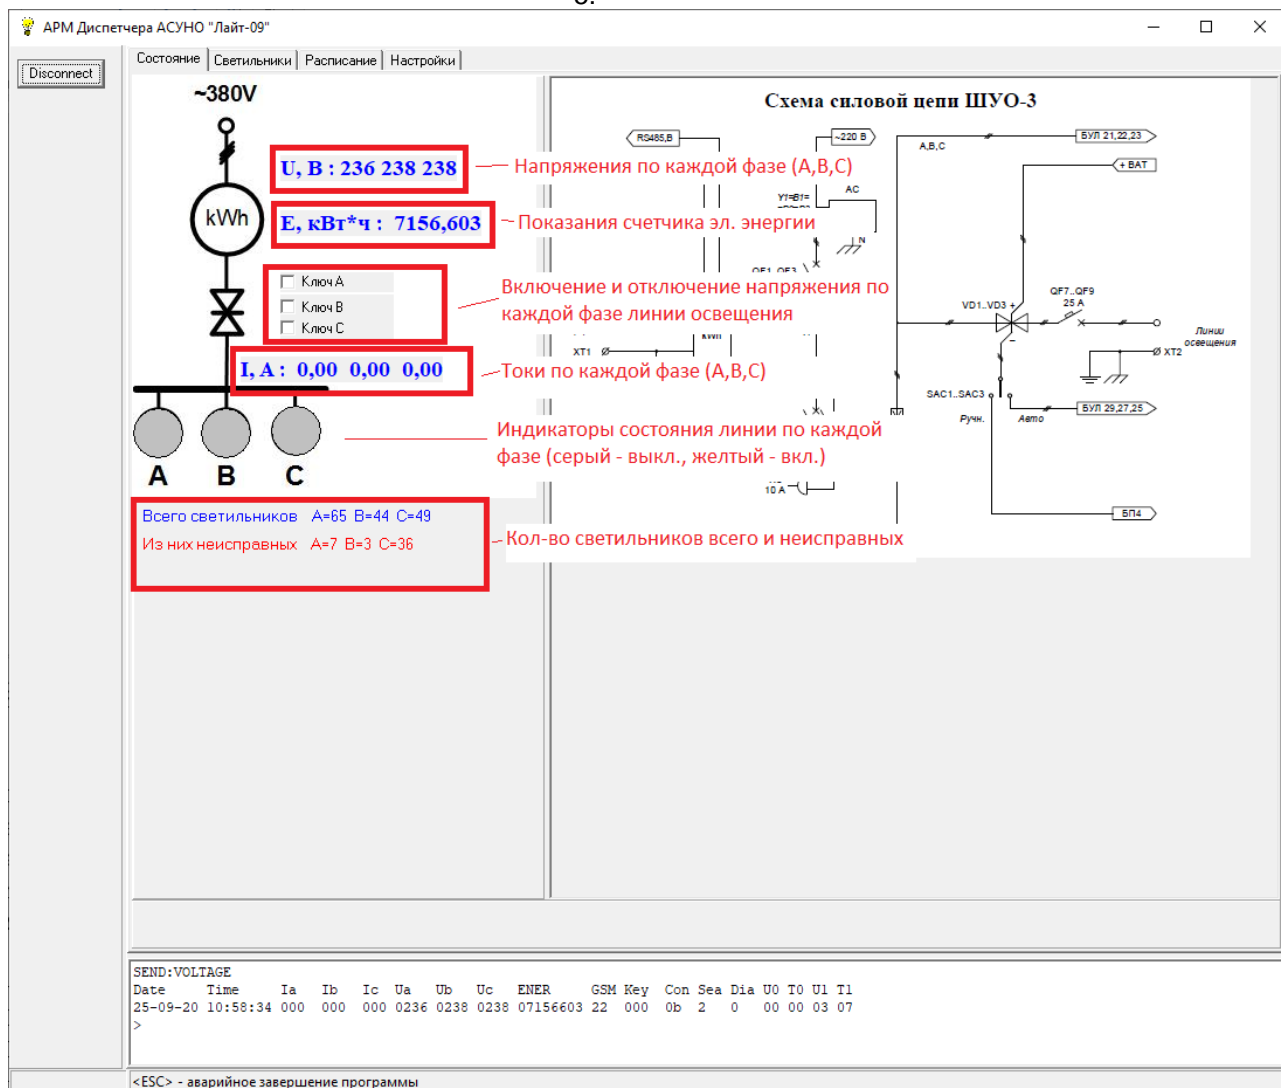 АРМ Диспетчера АСУНО "Лайт-09"
Disconnect
Состояние Светильники Расписание Настройки
~380V
U, В : 236 238 238
kWh
E, кВт*ч : 7156,603
Ключ A
Ключ B
Ключ C
I, A : 0,00 0,00 0,00
A B C
Всего светильников A=65 B=44 C=49
Из них неисправных A=7 B=3 C=36
Напряжения по каждой фазе (A,B,C)
Показания счетчика эл. энергии
Включение и отключение напряжения по
каждой фазе линии освещения
Токи по каждой фазе (A,B,C)
Индикаторы состояния линии по каждой
фазе (серый - выкл., желтый - вкл.)
Кол-во светильников всего и неисправных
Схема силовой цепи ШУО-3
RS485,B
~220 В
A,B,C
БУЛ 21,22,23
+ BAT
AC
N
VD1..VD3 +
QF7..QF9
25 A
Линии
освещения
XT1
XT2
SAC1..SAC3
Ручн.
Авто
БУЛ 29,27,25
10 A
БП4
SEND:VOLTAGE
Date Time Ia Ib Ic Ua Ub Uc ENER GSM Key Con Sea Dia U0 T0 U1 T1
25-09-20 10:58:34 000 000 000 0236 0238 0238 07156603 22 000 0b 2 0 00 00 03 07
>
<ESC> - аварийное завершение программы